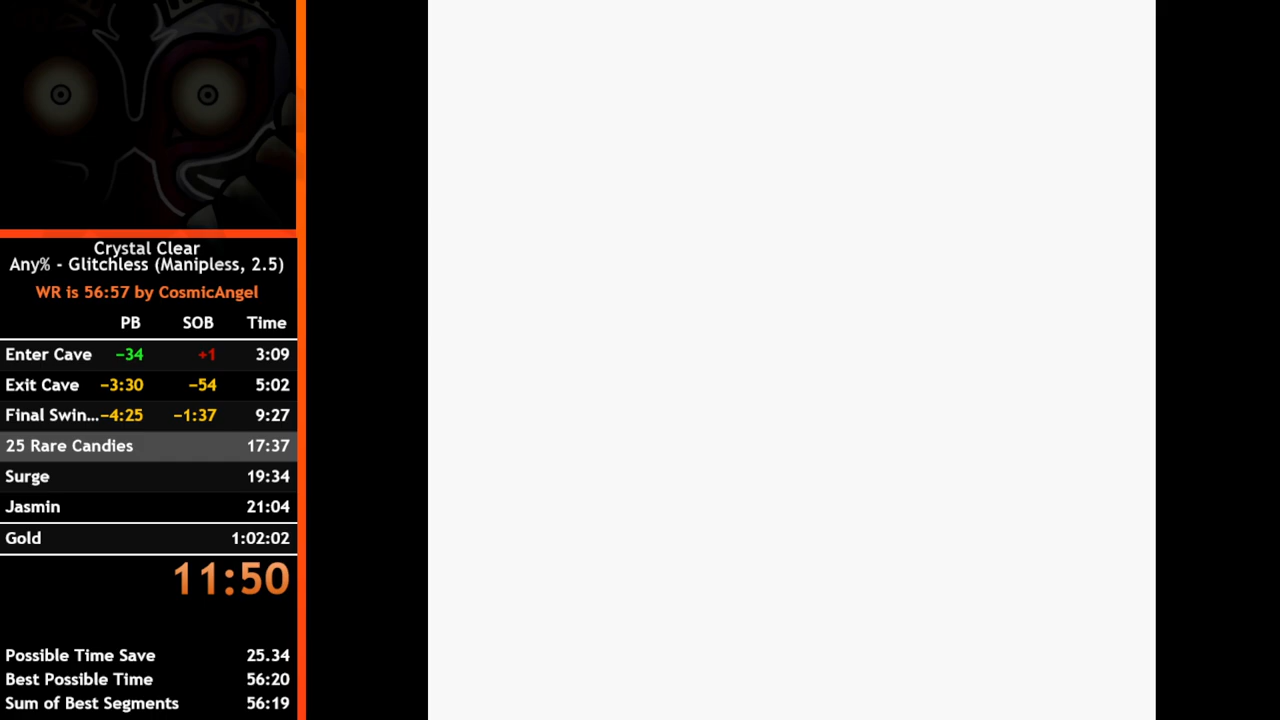 Crystal Clear
Any% - Glitchless (Manipless, 2.5)
WR is 56:57 by CosmicAngel
PB SOB Time
Enter Cave −34 +1 3:09
Exit Cave −3:30 −54 5:02
Final Swin... −4:25 −1:37 9:27
25 Rare Candies 17:37
Surge 19:34
Jasmin 21:04
Gold 1:02:02
11:50
Possible Time Save 25.34
Best Possible Time 56:20
Sum of Best Segments 56:19